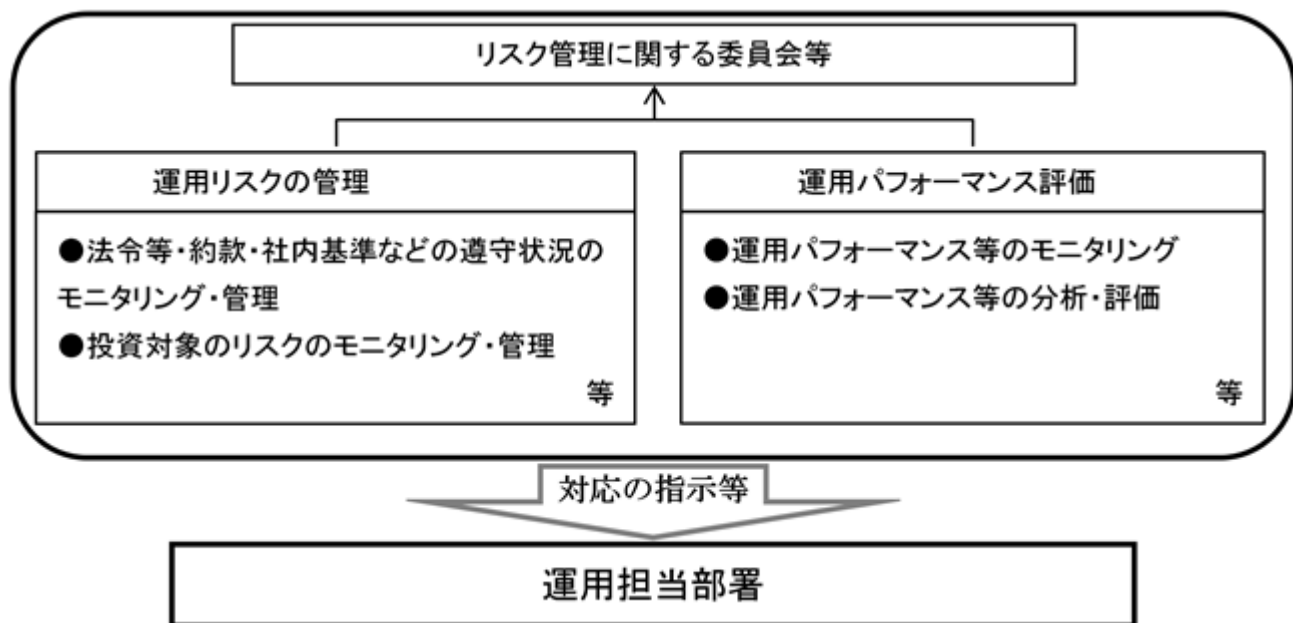 リスク管理に関する委員会等
運用リスクの管理
●法令等・約款・社内基準などの遵守状況の
モニタリング・管理
●投資対象のリスクのモニタリング・管理
等
運用パフォーマンス評価
●運用パフォーマンス等のモニタリング
●運用パフォーマンス等の分析・評価
等
対応の指示等
運用担当部署